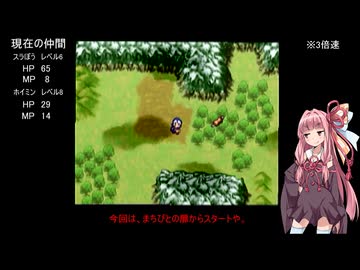 現在の仲間
スラぼう レベル6
HP 65
MP 8
ホイミン レベル8
HP 29
MP 14
※3倍速
今回は、まちびとの館からスタートや。